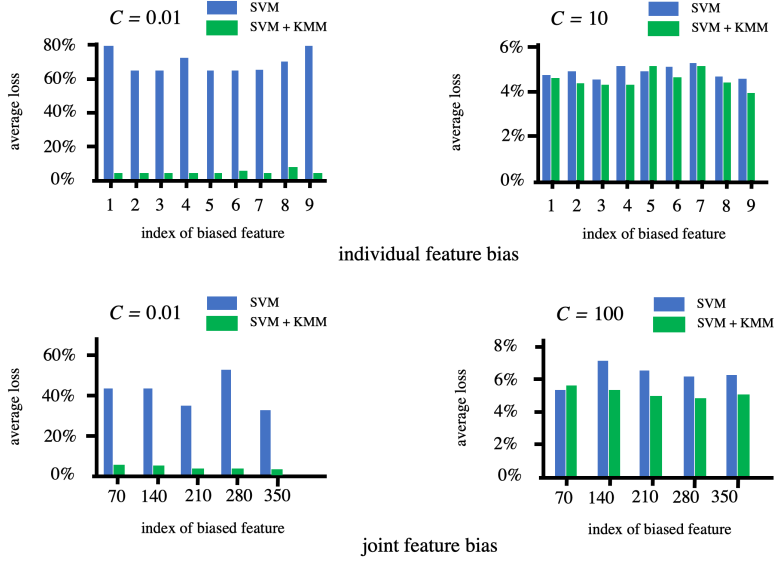 C = 0.01
SVM
SVM + KMM
80%
60%
40%
20%
0%
average loss
1 2 3 4 5 6 7 8 9
index of biased feature
C = 10
SVM
SVM + KMM
6%
4%
2%
0%
average loss
1 2 3 4 5 6 7 8 9
index of biased feature
individual feature bias
C = 0.01
SVM
SVM + KMM
60%
40%
20%
0%
average loss
70 140 210 280 350
index of biased feature
C = 100
SVM
SVM + KMM
8%
6%
4%
2%
0%
average loss
70 140 210 280 350
index of biased feature
joint feature bias